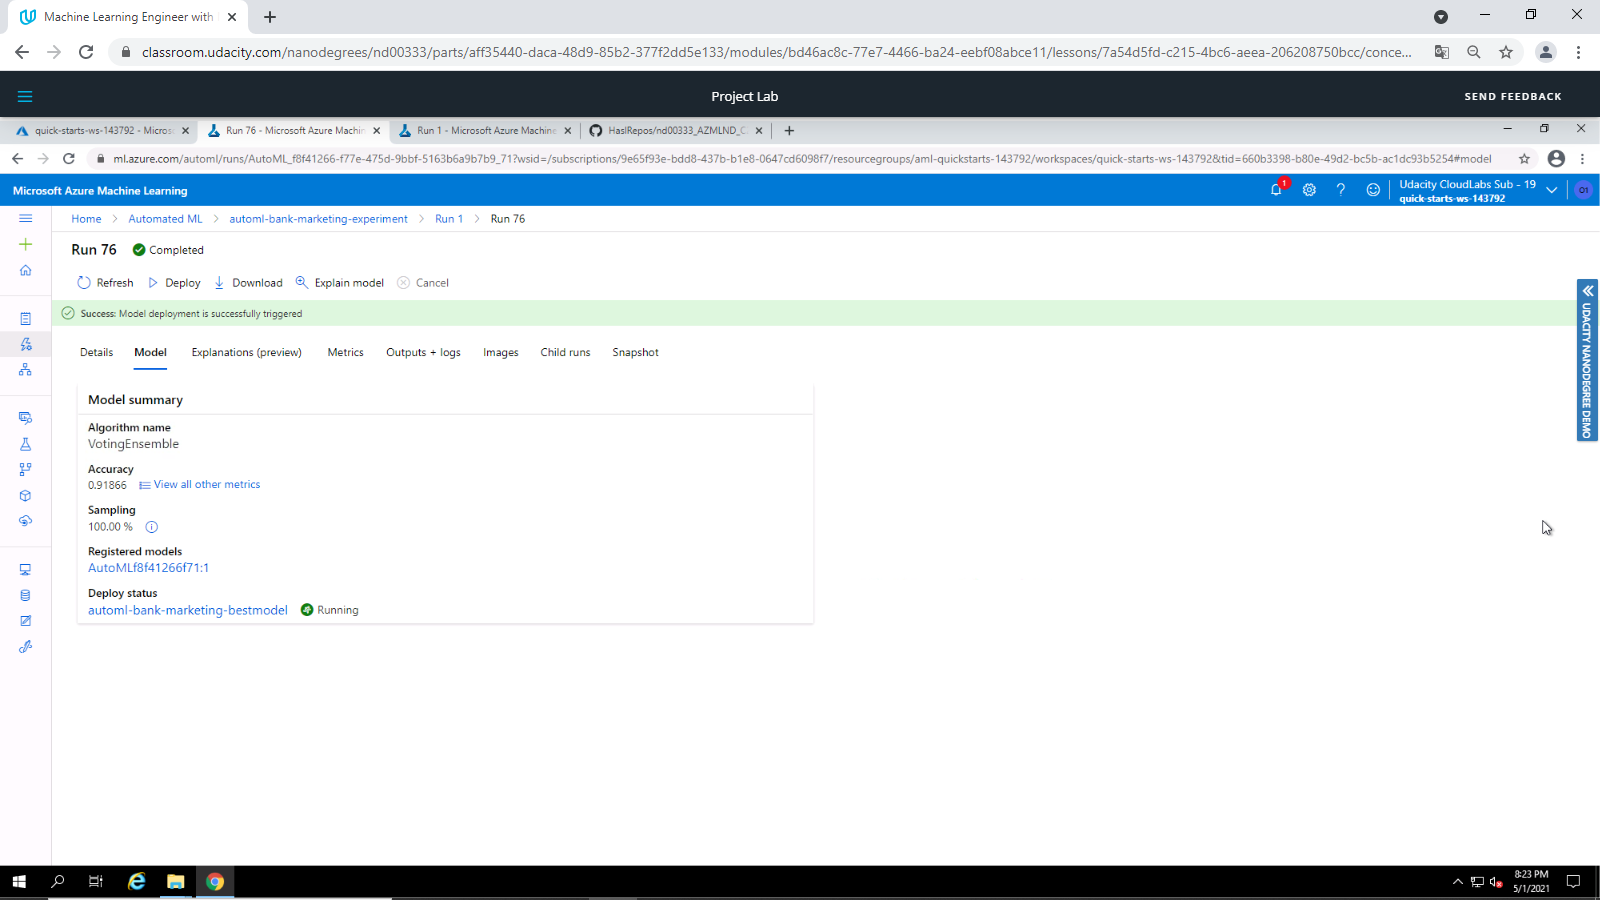 Machine Learning Engineer with
classroom.udacity.com/nanodegrees/nd00333/parts/aff35440-daca-48d9-85b2-377f2dd5e133/modules/bd46ac8c-77e7-4466-ba24-eebf08abce11/lessons/7a54d5fd-c215-4bc6-aeea-206208750bcc/conce...
Project Lab
SEND FEEDBACK
quick-starts-ws-143792 - Micros
Run 76 - Microsoft Azure Machin
Run 1 - Microsoft Azure Machine
HaslRepos/nd00333_AZMLND_C
ml.azure.com/automl/runs/AutoML_f8f41266-f77e-475d-9bbf-5163b6a9b7b9_71?wsid=/subscriptions/9e65f93e-bdd8-437b-b1e8-0647cd6098f7/resourcegroups/aml-quickstarts-143792/workspaces/quick-starts-ws-143792&tid=660b3398-b80e-49d2-bc5b-ac1dc93b5254#model
Microsoft Azure Machine Learning
1
Udacity CloudLabs Sub - 19
quick-starts-ws-143792
O1
Home > Automated ML > automl-bank-marketing-experiment > Run 1 > Run 76
Run 76 Completed
Refresh Deploy Download Explain model Cancel
Success: Model deployment is successfully triggered
Details Model Explanations (preview) Metrics Outputs + logs Images Child runs Snapshot
Model summary
Algorithm name
VotingEnsemble
Accuracy
0.91866 View all other metrics
Sampling
100.00 %
Registered models
AutoMLf8f41266f71:1
Deploy status
automl-bank-marketing-bestmodel Running
UDACITY NANODEGREE DEMO
8:23 PM
5/1/2021